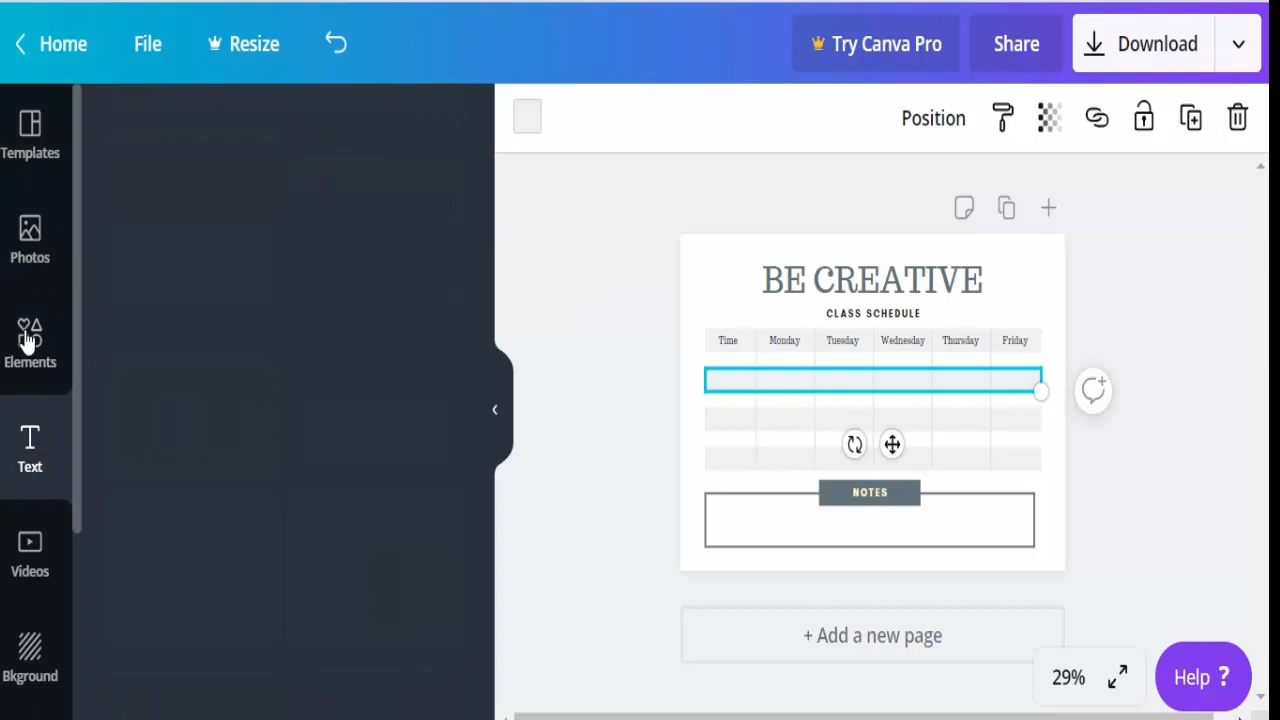 Home File Resize Try Canva Pro Share Download
Templates
Photos
Elements
Text
Videos
Bkground
Position
BE CREATIVE
CLASS SCHEDULE
Time Monday Tuesday Wednesday Thursday Friday
NOTES
+ Add a new page
29% Help ?